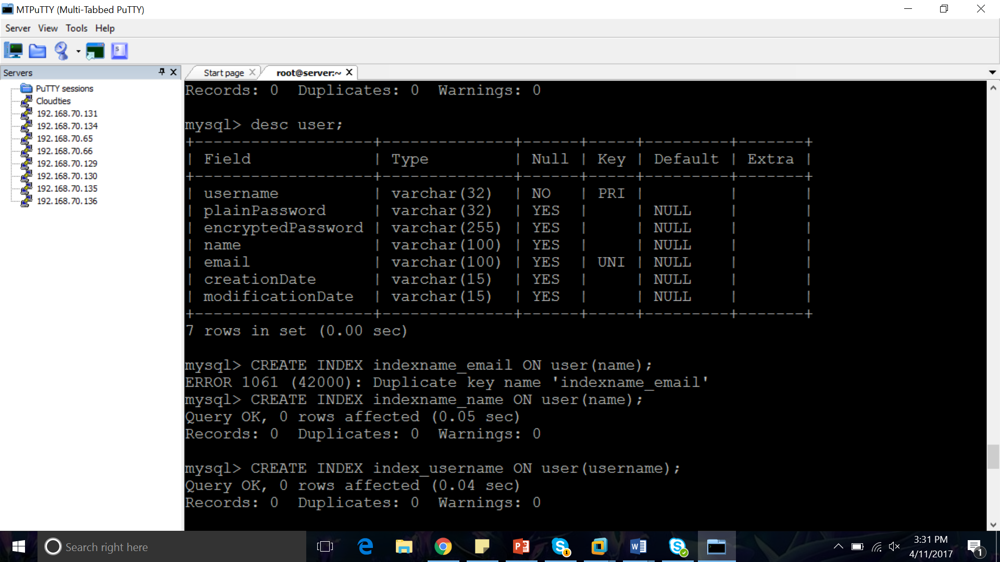 MTPuTTY (Multi-Tabbed PuTTY)
Server View Tools Help
Servers
PuTTY sessions
Cloudties
192.168.70.131
192.168.70.134
192.168.70.65
192.168.70.66
192.168.70.129
192.168.70.130
192.168.70.135
192.168.70.136
Start page root@server:~
Records: 0  Duplicates: 0  Warnings: 0
mysql> desc user;
+-------------------+--------------+------+-----+---------+-------+
| Field             | Type         | Null | Key | Default | Extra |
+-------------------+--------------+------+-----+---------+-------+
| username          | varchar(32)  | NO   | PRI |         |       |
| plainPassword     | varchar(32)  | YES  |     | NULL    |       |
| encryptedPassword | varchar(255) | YES  |     | NULL    |       |
| name              | varchar(100) | YES  |     | NULL    |       |
| email             | varchar(100) | YES  | UNI | NULL    |       |
| creationDate      | varchar(15)  | YES  |     | NULL    |       |
| modificationDate  | varchar(15)  | YES  |     | NULL    |       |
+-------------------+--------------+------+-----+---------+-------+
7 rows in set (0.00 sec)
mysql> CREATE INDEX indexname_email ON user(name);
ERROR 1061 (42000): Duplicate key name 'indexname_email'
mysql> CREATE INDEX indexname_name ON user(name);
Query OK, 0 rows affected (0.05 sec)
Records: 0  Duplicates: 0  Warnings: 0
mysql> CREATE INDEX index_username ON user(username);
Query OK, 0 rows affected (0.04 sec)
Records: 0  Duplicates: 0  Warnings: 0
Search right here
3:31 PM
4/11/2017
1